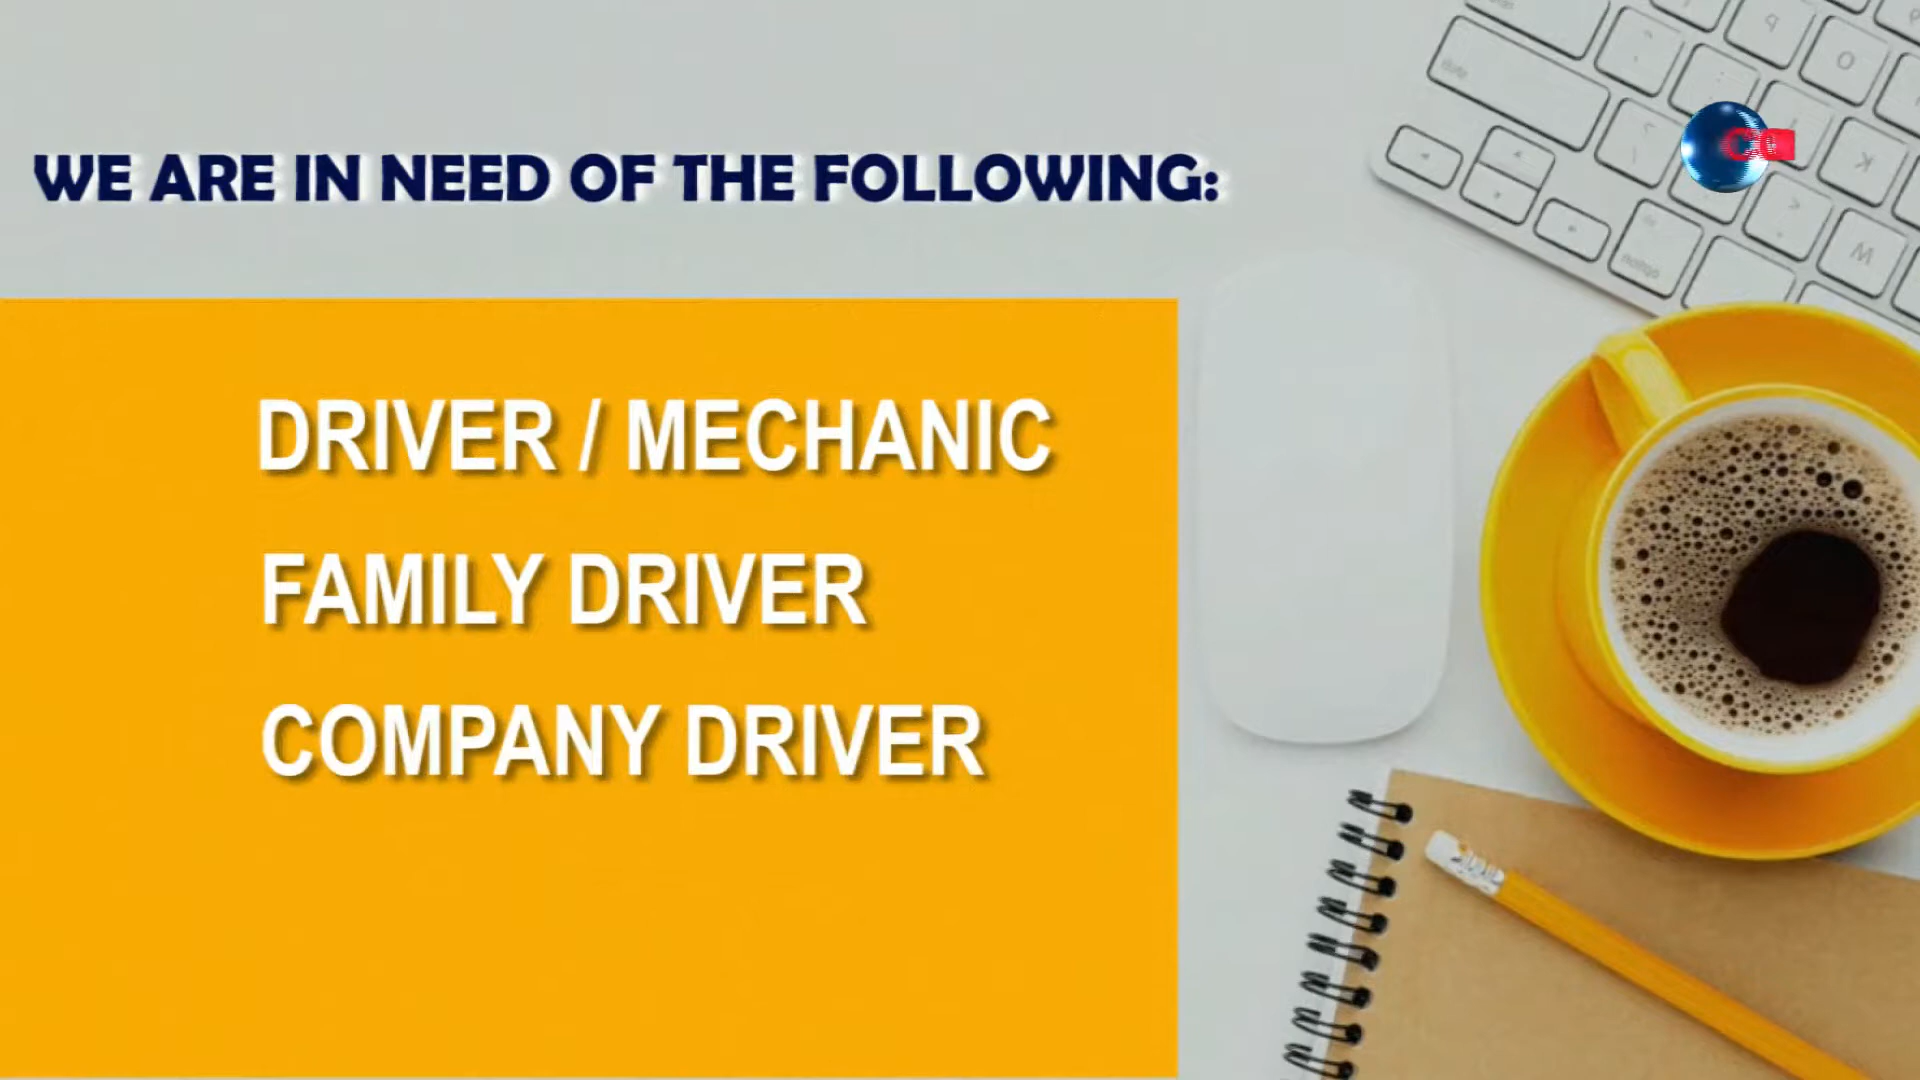 WE ARE IN NEED OF THE FOLLOWING:
DRIVER / MECHANIC
FAMILY DRIVER
COMPANY DRIVER